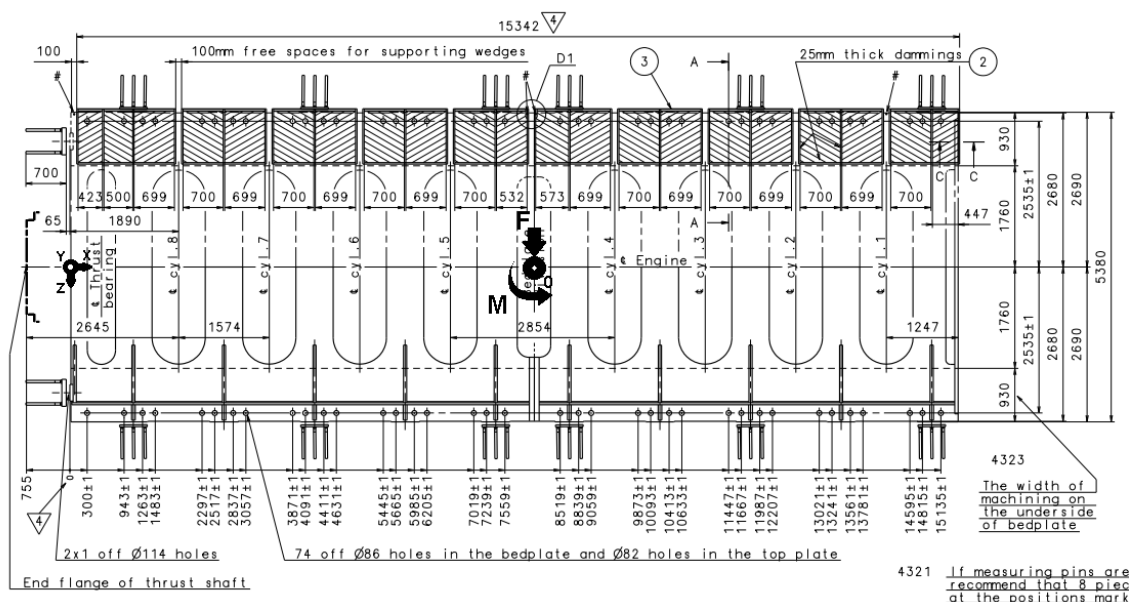 15342 4
100
100mm free spaces for supporting wedges
D1
3
A
25mm thick dammings
2
#
#
#
700
930
C
C
423 500 699 700 699 700 699 700 532 573 699 700 699 700 699 700
65
1890
A
447
1760
2535±1
2680
2690
5380
F
Y X
Z
¢ Thrust
bearing
¢ cyl.8
¢ cyl.7
¢ cyl.6
¢ cyl.5
O
¢ cyl.4
¢ Engine
¢ cyl.3
¢ cyl.2
¢ cyl.1
M
2645
1574
2854
1247
1760
2535±1
2680
2690
930
755
0
300±1
943±1
1263±1
1483±1
2297±1
2517±1
2837±1
3057±1
3871±1
4091±1
4411±1
4631±1
5445±1
5665±1
5985±1
6205±1
7019±1
7239±1
7559±1
8519±1
8839±1
9059±1
9873±1
10093±1
10413±1
10633±1
11447±1
11667±1
11987±1
12207±1
13021±1
13241±1
13561±1
13781±1
14595±1
14815±1
15135±1
4323
The width of
machining on
the underside
of bedplate
4
2x1 off Ø114 holes
74 off Ø86 holes in the bedplate and Ø82 holes in the top plate
End flange of thrust shaft
4321 If measuring pins are
recommend that 8 piec
at the positions mark